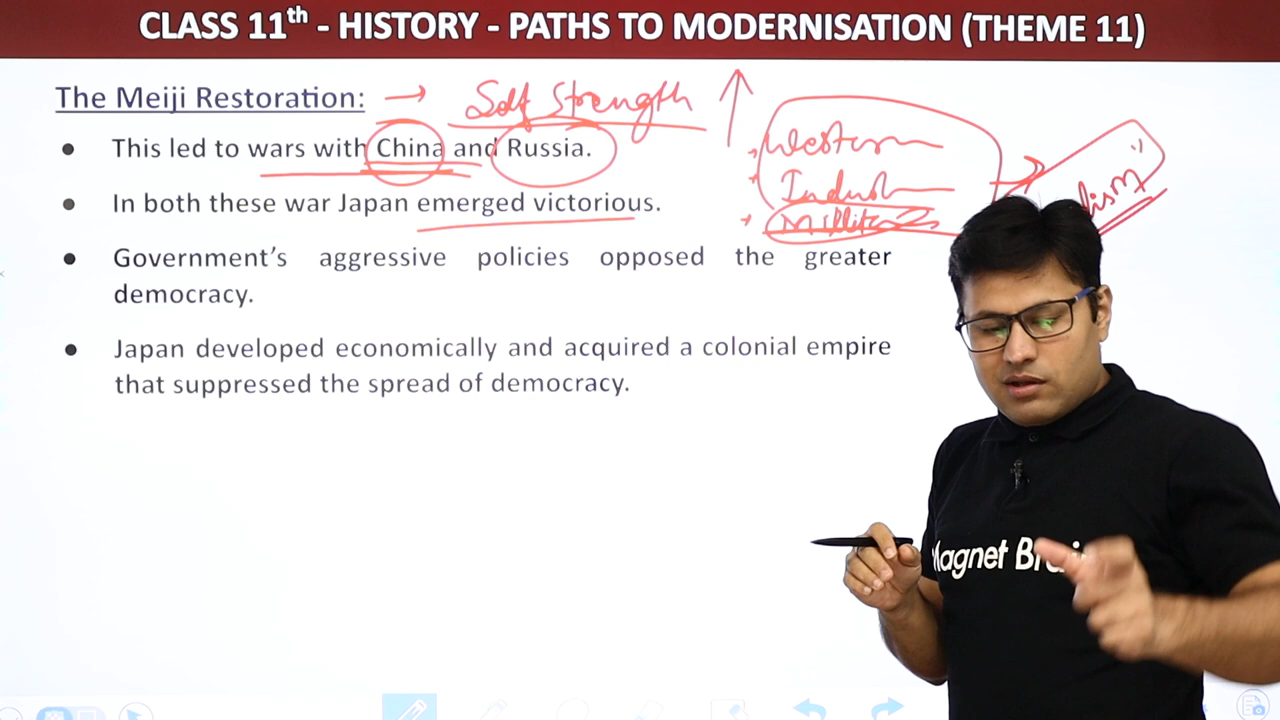 CLASS 11th - HISTORY - PATHS TO MODERNISATION (THEME 11)
The Meiji Restoration: → Self Strength
Western
• This led to wars with China and Russia.
Indust
• In both these war Japan emerged victorious.
• Government's aggressive policies opposed the greater
democracy.
• Japan developed economically and acquired a colonial empire
that suppressed the spread of democracy.
Magnet